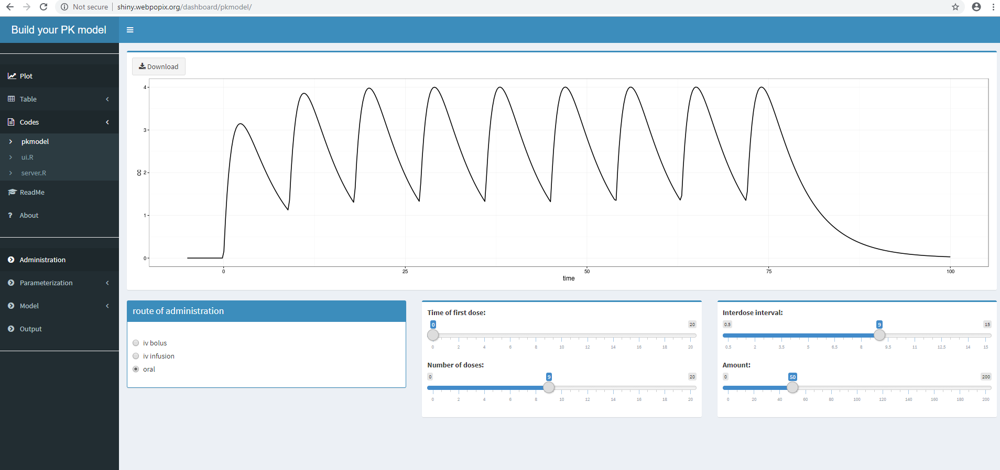 Not secure | shiny.webpopix.org/dashboard/pkmodel/
Build your PK model
Plot
Table
Codes
pkmodel
ui.R
server.R
ReadMe
? About
Administration
Parameterization
Model
Output
Download
4
3
2
1
0
cc
0 25 50 75 100
time
route of administration
iv bolus
iv infusion
oral
Time of first dose:
0 20
0 2 4 6 8 10 12 14 16 18 20
Number of doses:
0 9 20
0 2 4 6 8 10 12 14 16 18 20
Interdose interval:
0.5 9 15
0.5 2 3.5 5 6.5 8 9.5 11 12.5 14 15
Amount:
0 50 200
0 20 40 60 80 100 120 140 160 180 200